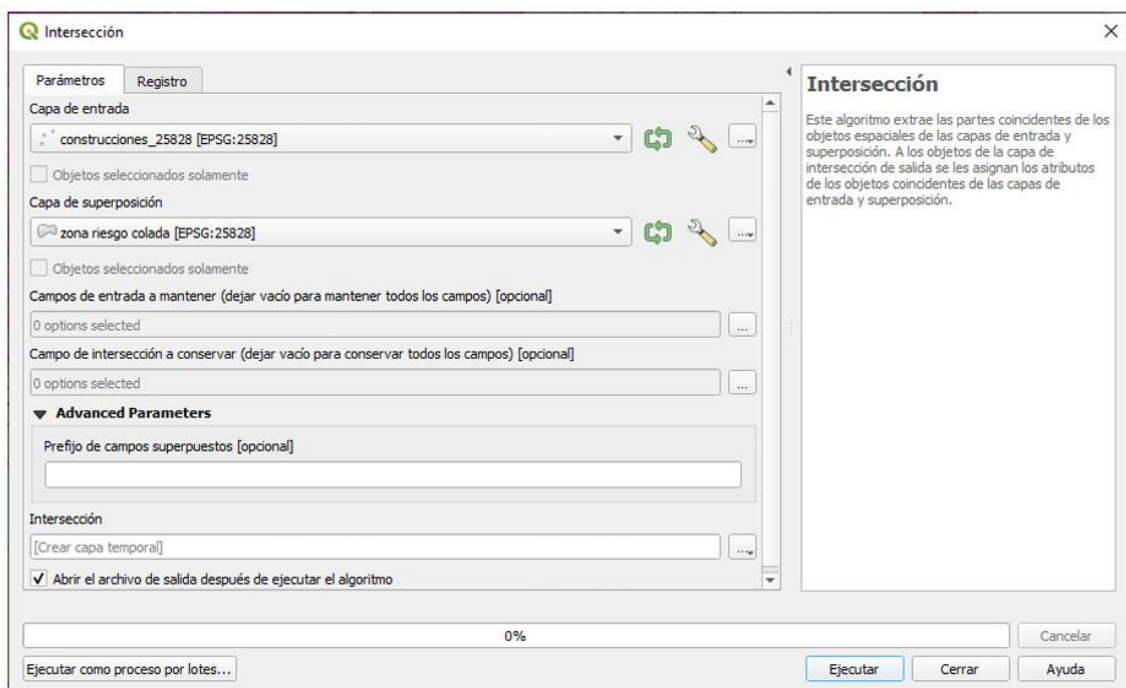 Intersección
Parámetros
Registro
Capa de entrada
construcciones_25828 [EPSG:25828]
...
Objetos seleccionados solamente
Capa de superposición
zona riesgo colada [EPSG:25828]
...
Objetos seleccionados solamente
Campos de entrada a mantener (dejar vacío para mantener todos los campos) [opcional]
0 options selected
...
Campo de intersección a conservar (dejar vacío para conservar todos los campos) [opcional]
0 options selected
...
Advanced Parameters
Prefijo de campos superpuestos [opcional]
Intersección
[Crear capa temporal]
...
Abrir el archivo de salida después de ejecutar el algoritmo
Intersección
Este algoritmo extrae las partes coincidentes de los
objetos espaciales de las capas de entrada y
superposición. A los objetos de la capa de
intersección de salida se les asignan los atributos
de los objetos coincidentes de las capas de
entrada y superposición.
0%
Cancelar
Ejecutar como proceso por lotes...
Ejecutar
Cerrar
Ayuda